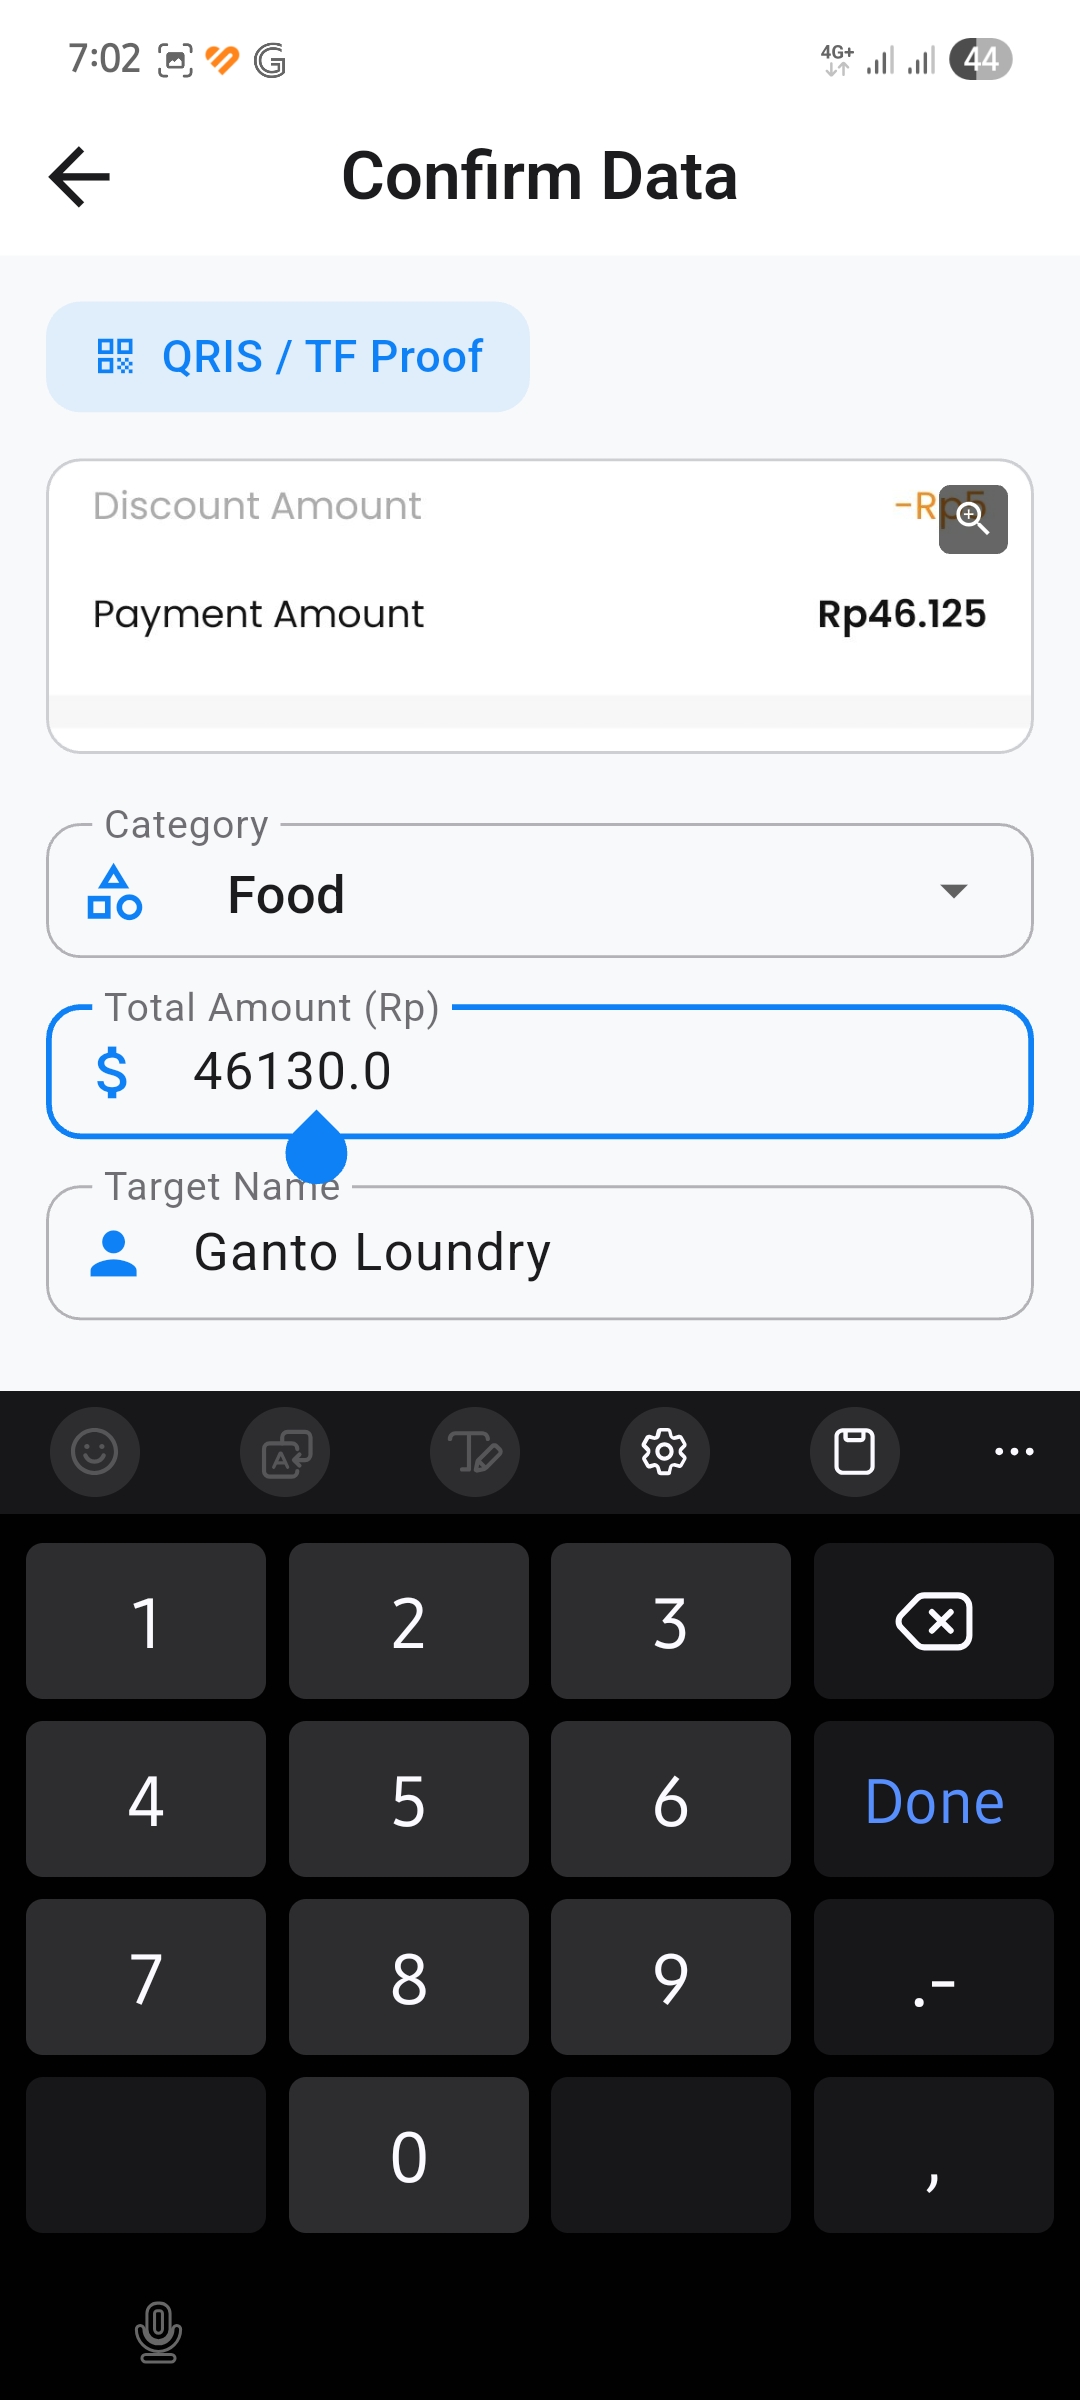 7:02 4G+ 44
Confirm Data
QRIS / TF Proof
Discount Amount -Rp5
Payment Amount Rp46.125
Category
Food
Total Amount (Rp)
$ 46130.0
Target Name
Ganto Loundry
1 2 3
4 5 6 Done
7 8 9 .-
0 ,